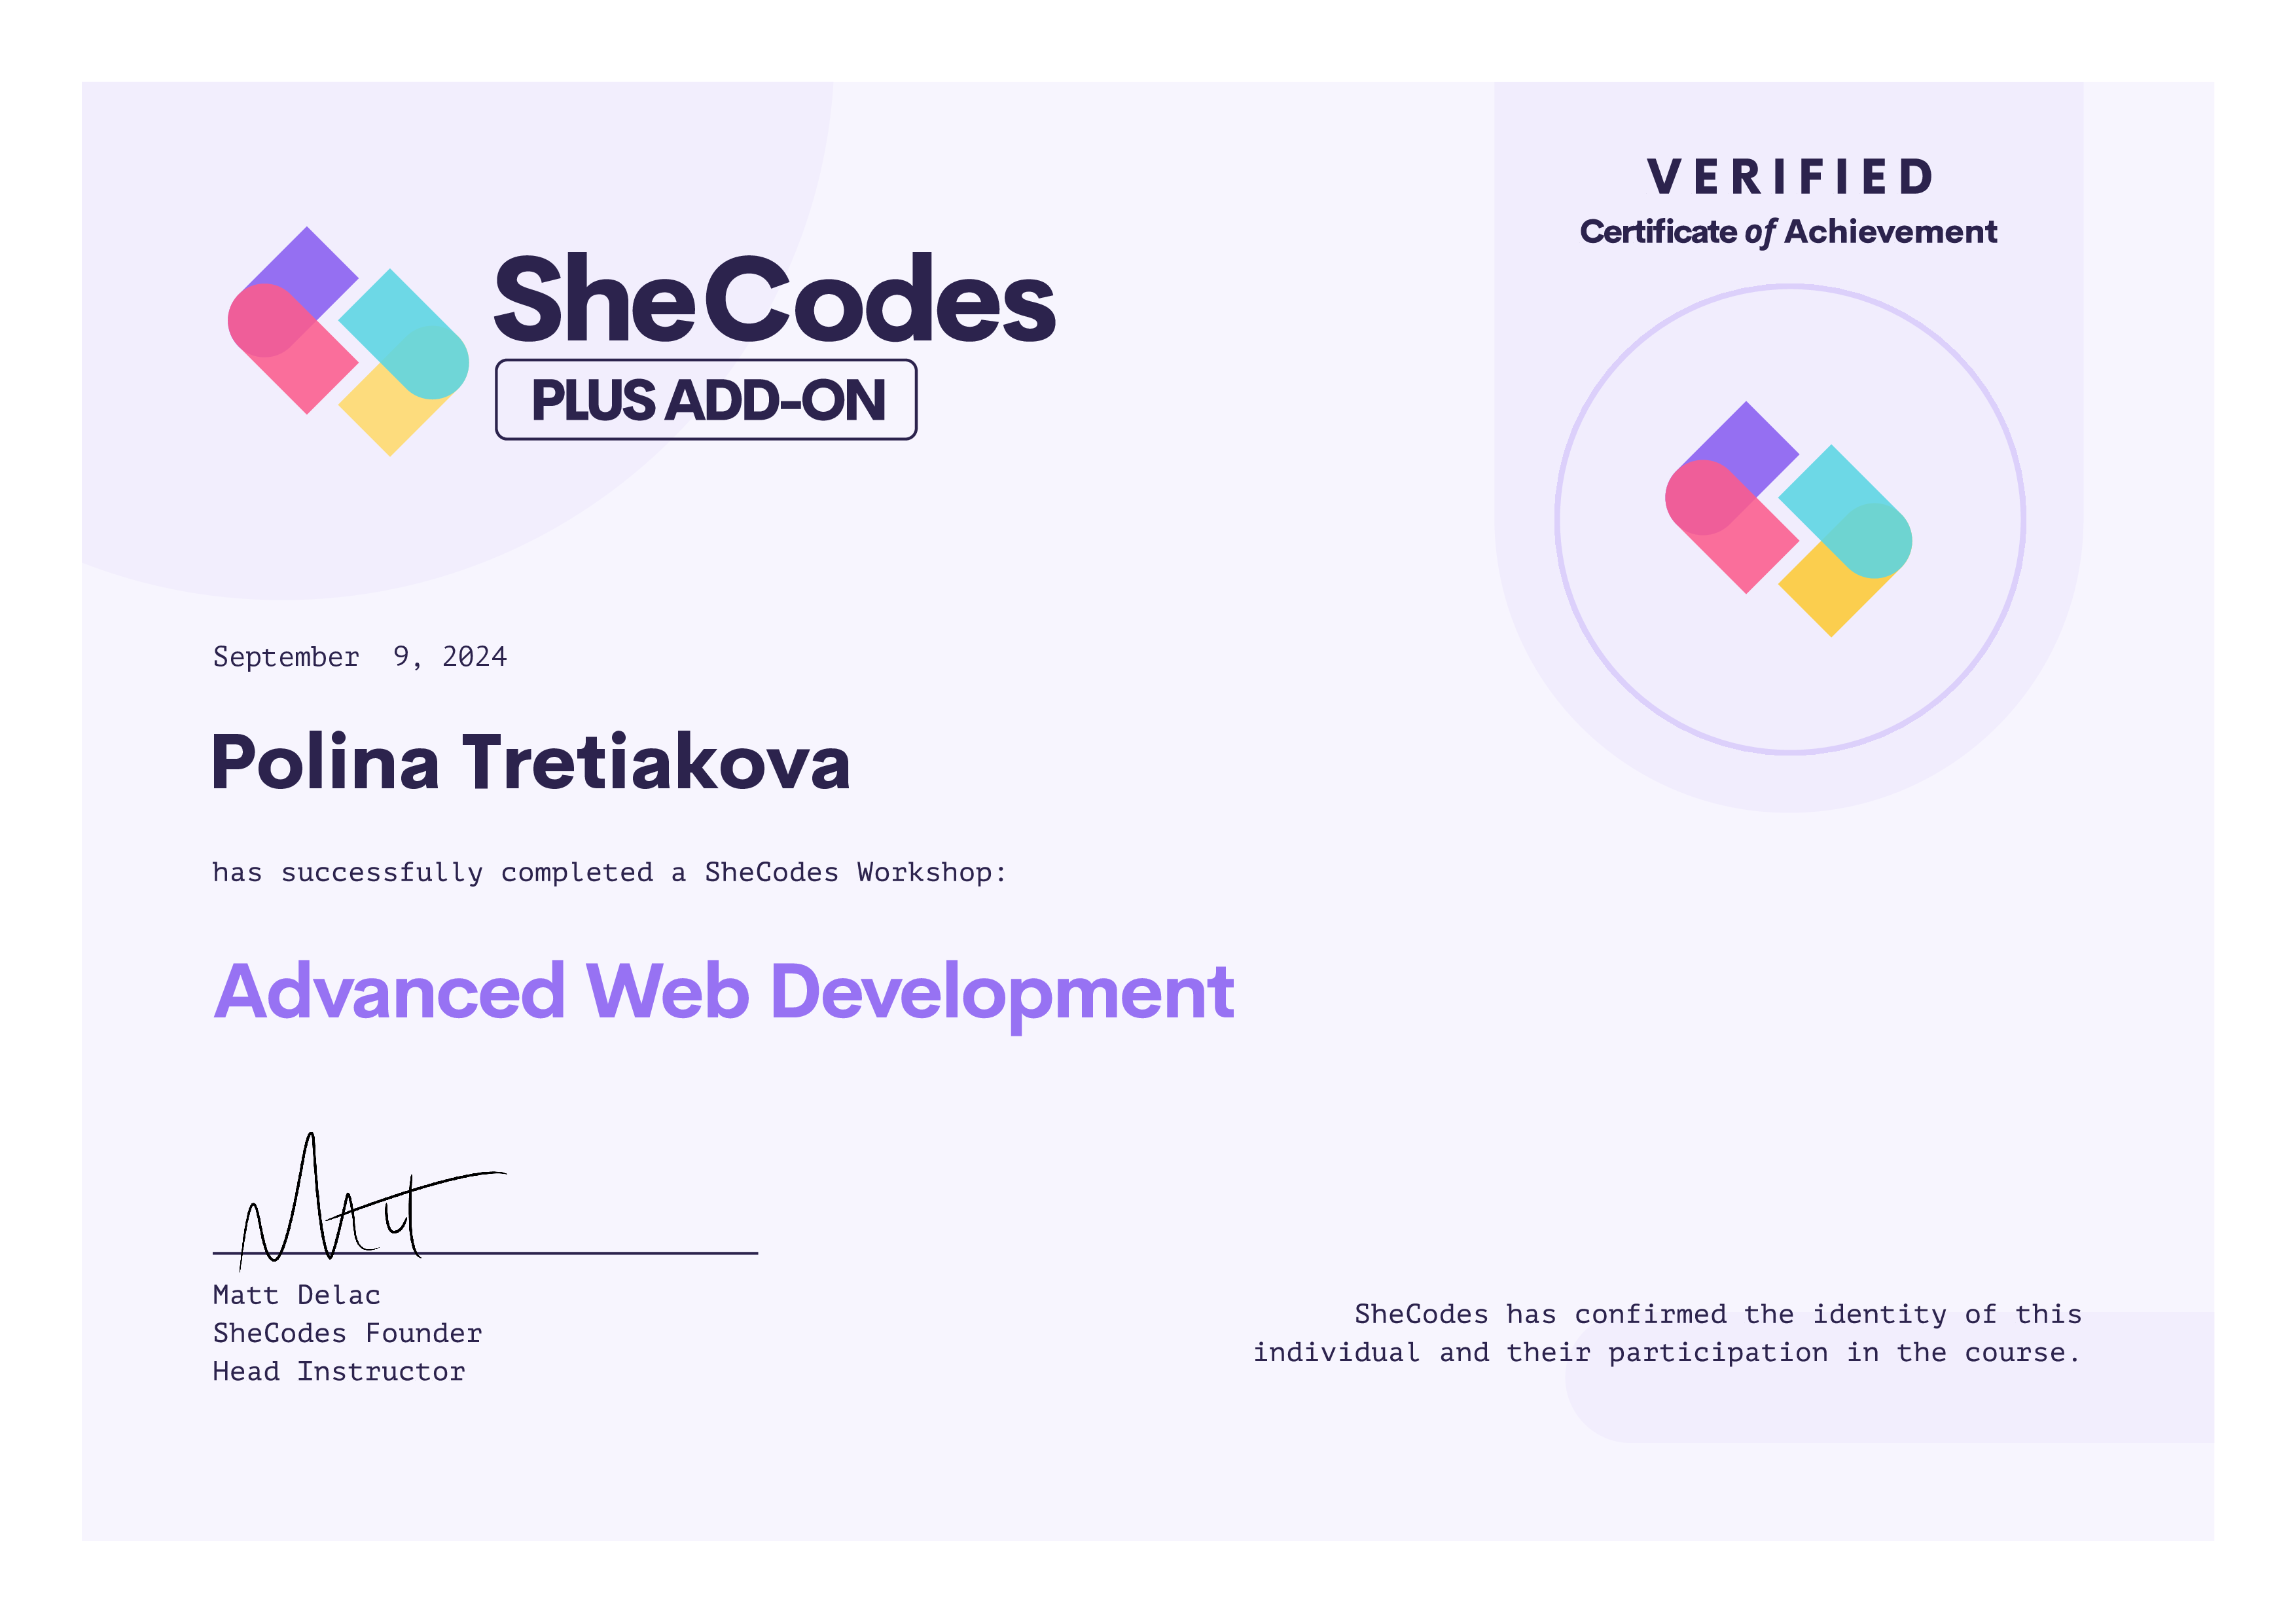 SheCodes
PLUS ADD-ON
VERIFIED
Certificate of Achievement
September 9, 2024
Polina Tretiakova
has successfully completed a SheCodes Workshop:
Advanced Web Development
Matt
Matt Delac
SheCodes Founder
Head Instructor
SheCodes has confirmed the identity of this
individual and their participation in the course.